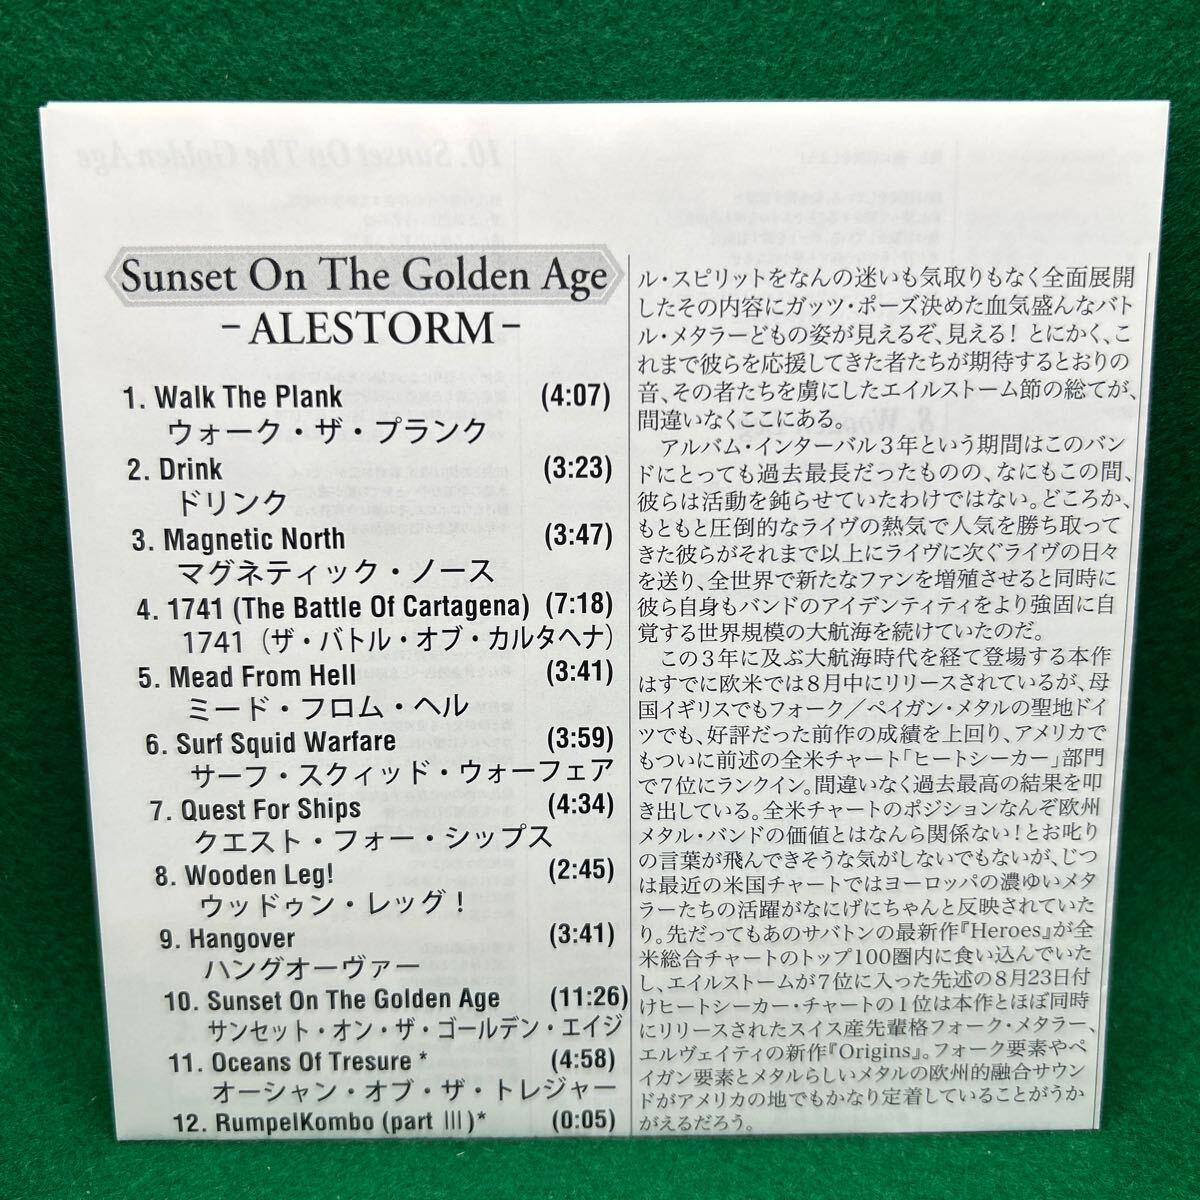 Sunset On The Golden Age
- ALESTORM -
1. Walk The Plank (4:07)
ウォーク・ザ・プランク
2. Drink (3:23)
ドリンク
3. Magnetic North (3:47)
マグネティック・ノース
4. 1741 (The Battle Of Cartagena) (7:18)
1741（ザ・バトル・オブ・カルタヘナ）
5. Mead From Hell (3:41)
ミード・フロム・ヘル
6. Surf Squid Warfare (3:59)
サーフ・スクィッド・ウォーフェア
7. Quest For Ships (4:34)
クエスト・フォー・シップス
8. Wooden Leg! (2:45)
ウッドゥン・レッグ！
9. Hangover (3:41)
ハングオーヴァー
10. Sunset On The Golden Age (11:26)
サンセット・オン・ザ・ゴールデン・エイジ
11. Oceans Of Tresure * (4:58)
オーシャン・オブ・ザ・トレジャー
12. RumpelKombo (part Ⅲ)* (0:05)
ル・スピリットをなんの迷いも気取りもなく全面展開
したその内容にガッツ・ポーズ決めた血気盛んなバト
ル・メタラーどもの姿が見えるぞ、見える！ とにかく、こ
れまで彼らを応援してきた者たちが期待するとおりの
音、その者たちを虜にしたエイルストーム節の総てが、
間違いなくここにある。
アルバム・インターバル３年という期間はこのバン
ドにとっても過去最長だったものの、なにもこの間、
彼らは活動を鈍らせていたわけではない。どころか、
もともと圧倒的なライヴの熱気で人気を勝ち取って
きた彼らがそれまで以上にライヴに次ぐライヴの日々
を送り、全世界で新たなファンを増殖させると同時に
彼ら自身もバンドのアイデンティティをより強固に自
覚する世界規模の大航海を続けていたのだ。
この３年に及ぶ大航海時代を経て登場する本作
はすでに欧米では８月中にリリースされているが、母
国イギリスでもフォーク／ペイガン・メタルの聖地ドイ
ツでも、好評だった前作の成績を上回り、アメリカで
もついに前述の全米チャート「ヒートシーカー」部門
で７位にランクイン。間違いなく過去最高の結果を叩
き出している。全米チャートのポジションなんぞ欧州
メタル・バンドの価値とはなんら関係ない！とお叱り
の言葉が飛んできそうな気がしないでもないが、じつ
は最近の米国チャートではヨーロッパの濃ゆいメタ
ラーたちの活躍がなにげにちゃんと反映されていた
り。先だってもあのサバトンの最新作『Heroes』が全
米総合チャートのトップ100圏内に食い込んでいた
し、エイルストームが７位に入った先述の８月23日付
けヒートシーカー・チャートの１位は本作とほぼ同時
にリリースされたスイス産先輩格フォーク・メタラー、
エルヴェイティの新作『Origins』。フォーク要素やペ
イガン要素とメタルらしいメタルの欧州的融合サウン
ドがアメリカの地でもかなり定着していることがうか
がえるだろう。